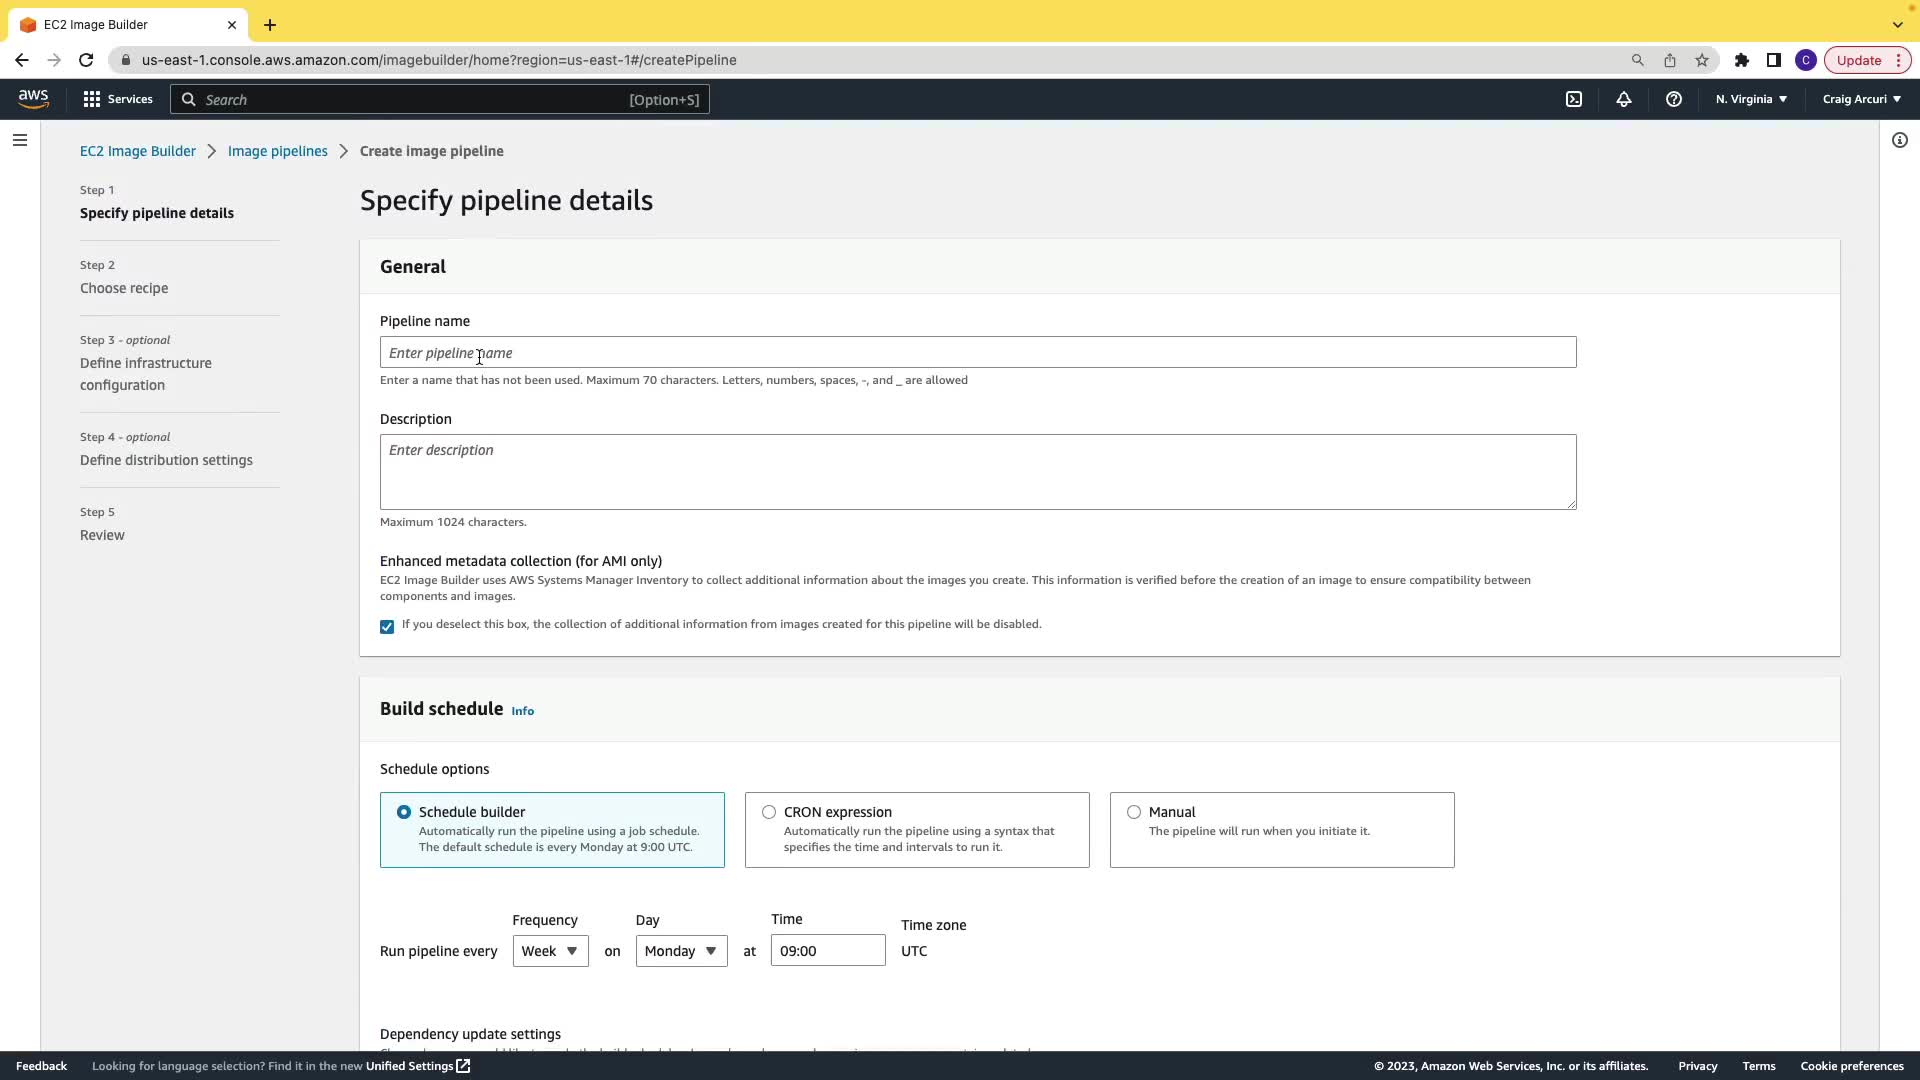 EC2 Image Builder
us-east-1.console.aws.amazon.com/imagebuilder/home?region=us-east-1#/createPipeline
C
Update
aws
Services
Search
[Option+S]
N. Virginia
Craig Arcuri
EC2 Image Builder
Image pipelines
Create image pipeline
Step 1
Specify pipeline details
Step 2
Choose recipe
Step 3 - optional
Define infrastructure
configuration
Step 4 - optional
Define distribution settings
Step 5
Review
Specify pipeline details
General
Pipeline name
Enter pipeline name
Enter a name that has not been used. Maximum 70 characters. Letters, numbers, spaces, -, and _ are allowed
Description
Enter description
Maximum 1024 characters.
Enhanced metadata collection (for AMI only)
EC2 Image Builder uses AWS Systems Manager Inventory to collect additional information about the images you create. This information is verified before the creation of an image to ensure compatibility between
components and images.
If you deselect this box, the collection of additional information from images created for this pipeline will be disabled.
Build schedule Info
Schedule options
Schedule builder
Automatically run the pipeline using a job schedule.
The default schedule is every Monday at 9:00 UTC.
CRON expression
Automatically run the pipeline using a syntax that
specifies the time and intervals to run it.
Manual
The pipeline will run when you initiate it.
Frequency
Day
Time
Time zone
Run pipeline every
Week
on
Monday
at
09:00
UTC
Dependency update settings
Feedback
Looking for language selection? Find it in the new Unified Settings
© 2023, Amazon Web Services, Inc. or its affiliates.
Privacy
Terms
Cookie preferences